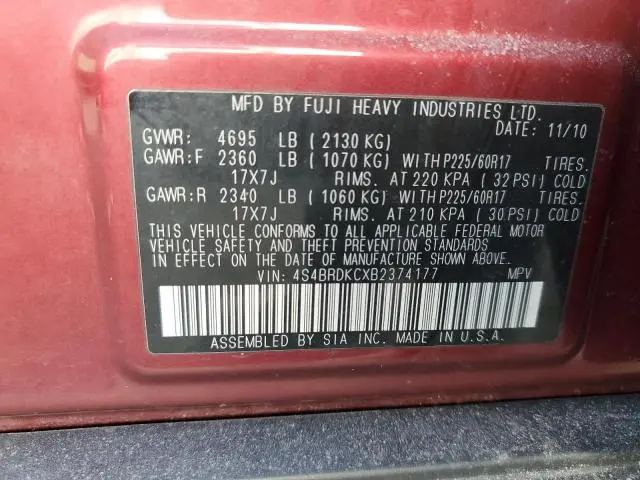 MFD BY FUJI HEAVY INDUSTRIES LTD.
DATE: 11/10
GVWR: 4695 LB ( 2130 KG)
GAWR:F 2360 LB ( 1070 KG) WITH P225/60R17 TIRES.
17X7J RIMS. AT 220 KPA ( 32 PSI) COLD
GAWR:R 2340 LB ( 1060 KG) WITH P225/60R17 TIRES.
17X7J RIMS. AT 210 KPA ( 30 PSI) COLD
THIS VEHICLE CONFORMS TO ALL APPLICABLE FEDERAL MOTOR
VEHICLE SAFETY AND THEFT PREVENTION STANDARDS
IN EFFECT ON THE DATE OF MANUFACTURE SHOWN ABOVE.
VIN: 4S4BRDKCXB2374177 MPV
ASSEMBLED BY SIA INC. MADE IN U.S.A.